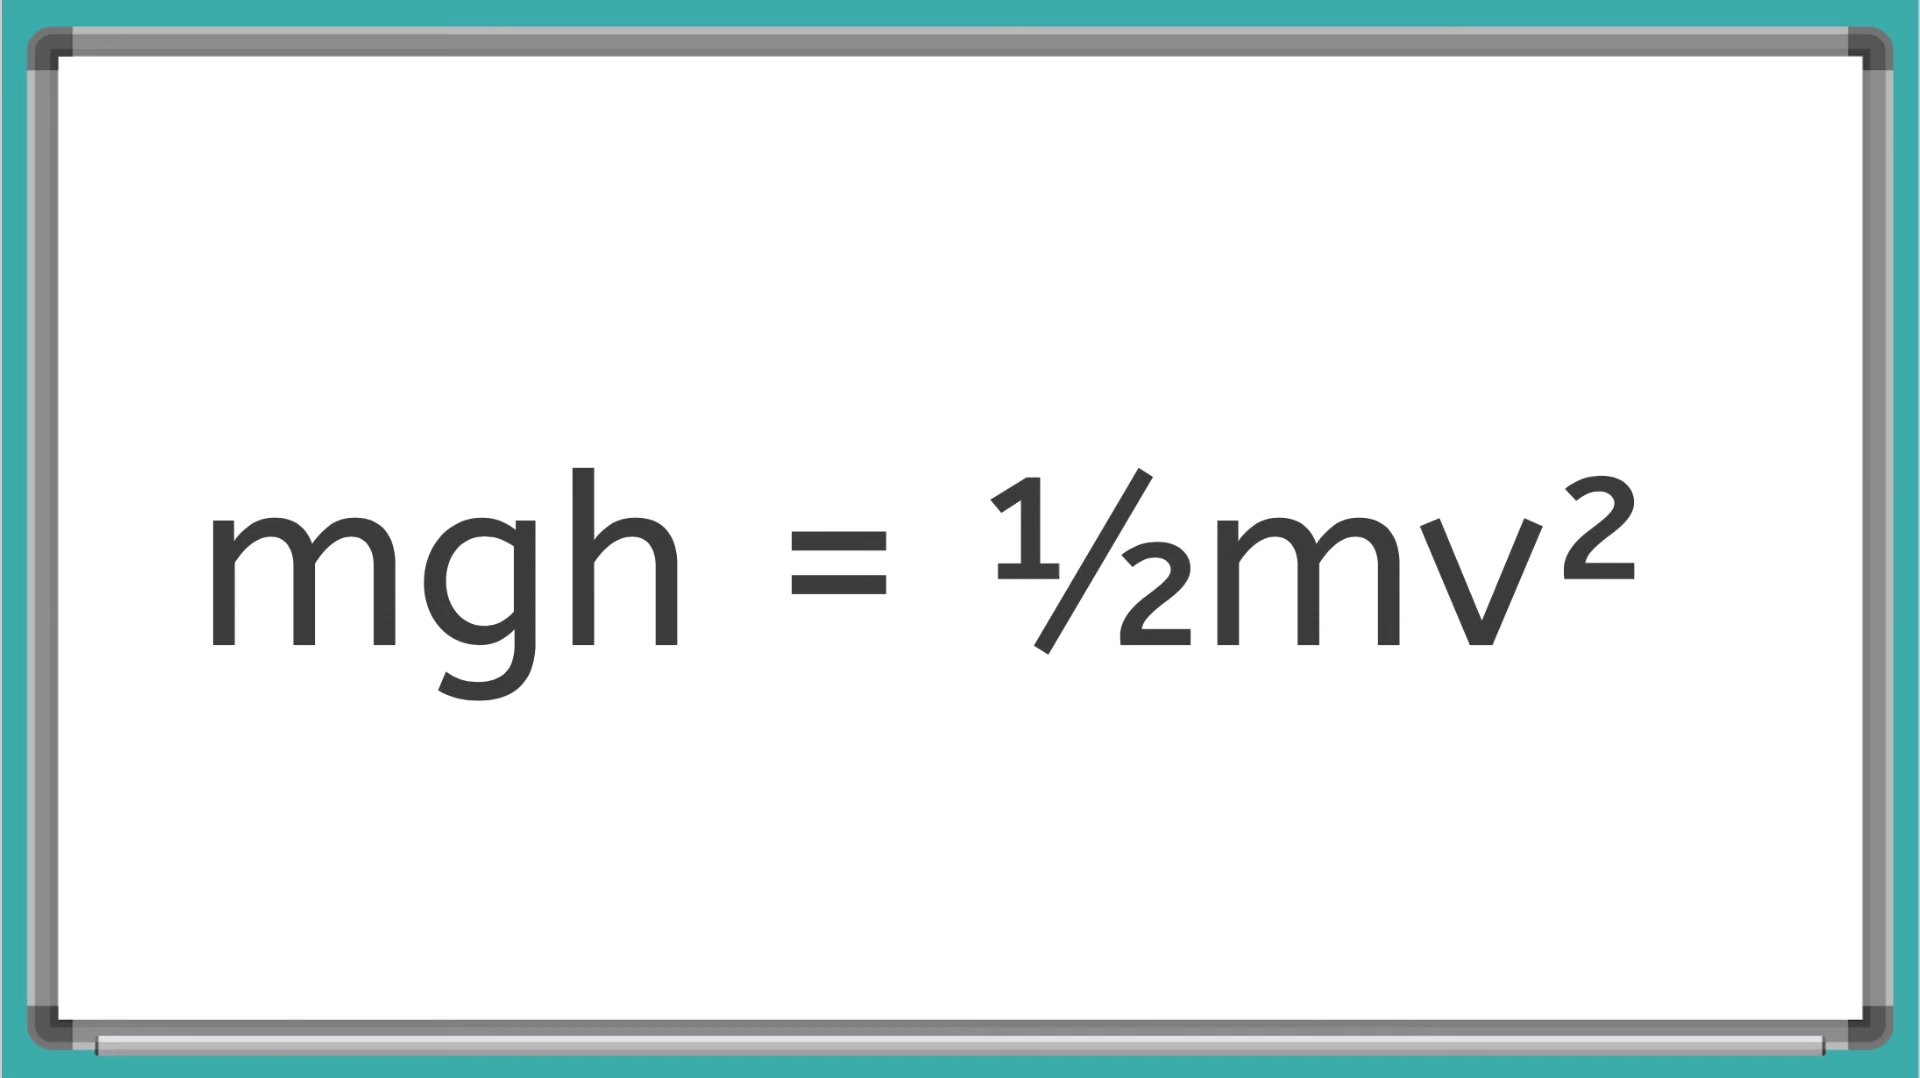 mgh = ½mv²